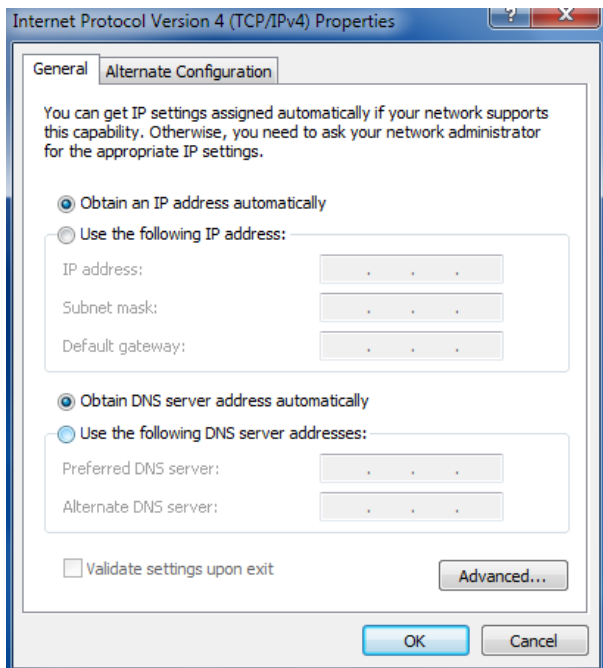 Internet Protocol Version 4 (TCP/IPv4) Properties
?
X
General
Alternate Configuration
You can get IP settings assigned automatically if your network supports
this capability. Otherwise, you need to ask your network administrator
for the appropriate IP settings.
Obtain an IP address automatically
Use the following IP address:
IP address: . . .
Subnet mask: . . .
Default gateway: . . .
Obtain DNS server address automatically
Use the following DNS server addresses:
Preferred DNS server: . . .
Alternate DNS server: . . .
Validate settings upon exit
Advanced...
OK
Cancel